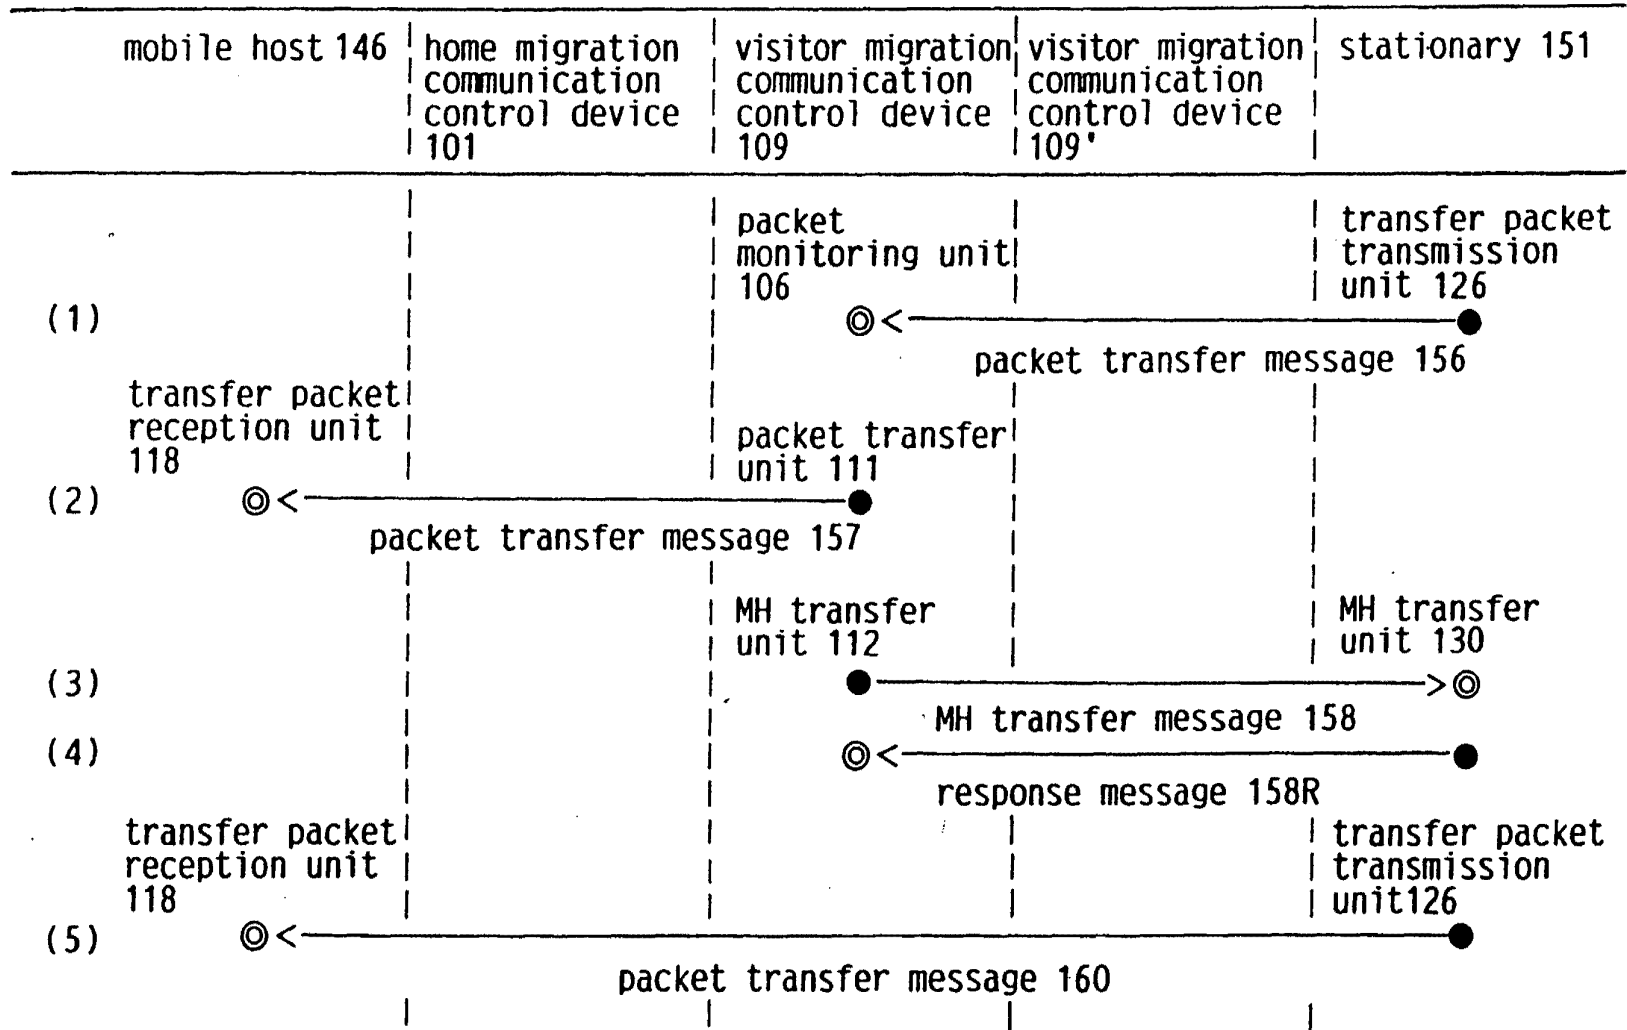 mobile host 146
home migration
communication
control device
101
visitor migration
communication
control device
109
visitor migration
communication
control device
109'
stationary 151
packet
monitoring unit
106
transfer packet
transmission
unit 126
(1)
packet transfer message 156
transfer packet
reception unit
118
packet transfer
unit 111
(2)
packet transfer message 157
MH transfer
unit 112
MH transfer
unit 130
(3)
MH transfer message 158
(4)
response message 158R
transfer packet
reception unit
118
transfer packet
transmission
unit126
(5)
packet transfer message 160